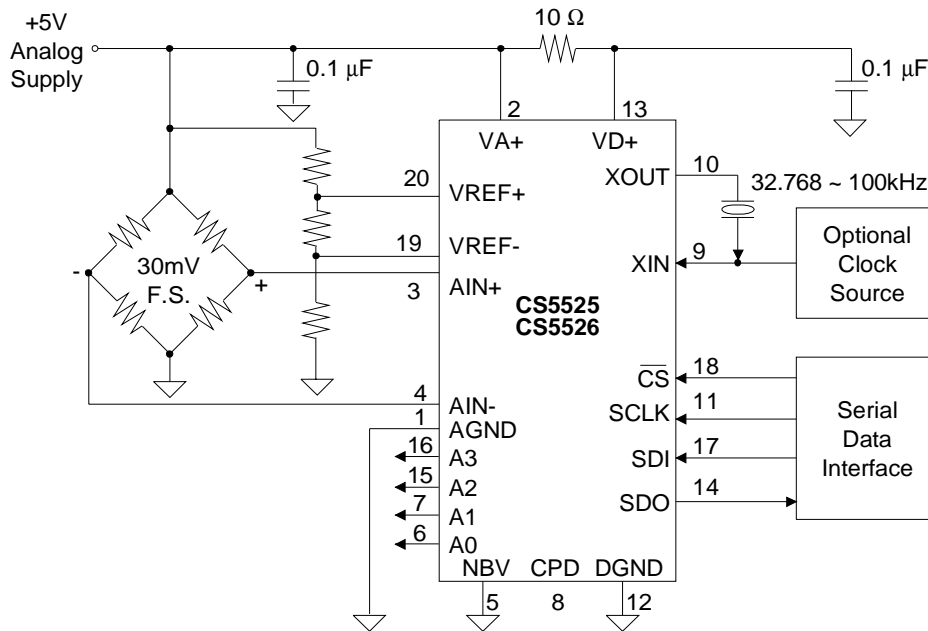 +5V
Analog
Supply
10 Ω
0.1 μF
0.1 μF
2
13
VA+
VD+
20
VREF+
XOUT
10
32.768 ~ 100kHz
19
VREF-
XIN
9
Optional
Clock
Source
-
30mV
F.S.
+
3
AIN+
CS5525
CS5526
4
AIN-
1
AGND
16
A3
15
A2
7
A1
6
A0
CS
18
SCLK
11
SDI
17
SDO
14
Serial
Data
Interface
NBV
CPD
DGND
5
8
12